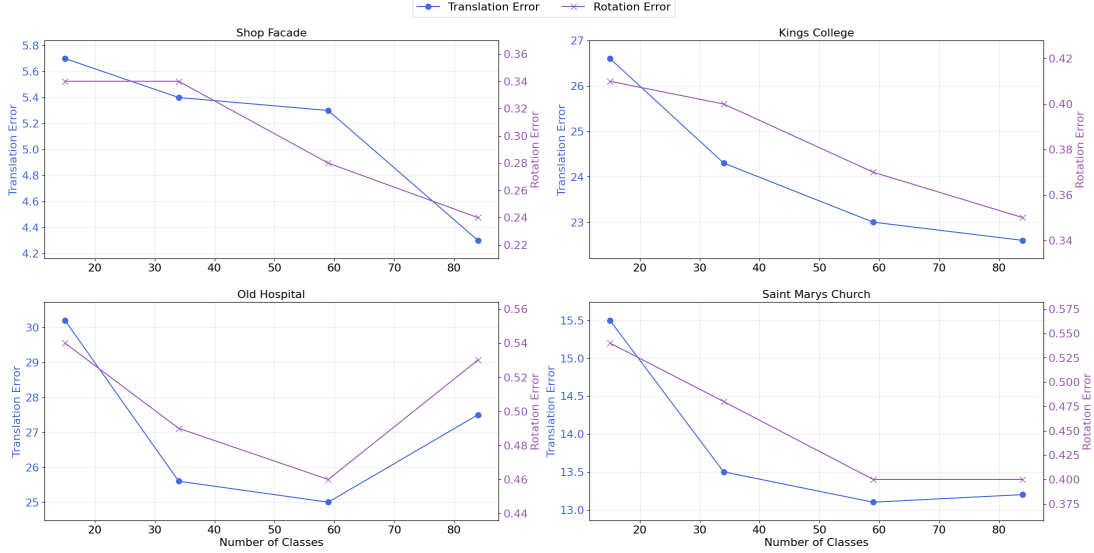 Translation Error Rotation Error
Shop Facade
Translation Error
5.8
5.6
5.4
5.2
5.0
4.8
4.6
4.4
4.2
0.36
0.34
0.32
0.30
0.28
0.26
0.24
0.22
Rotation Error
20 30 40 50 60 70 80
Kings College
Translation Error
27
26
25
24
23
0.42
0.40
0.38
0.36
0.34
Rotation Error
20 30 40 50 60 70 80
Old Hospital
Translation Error
30
29
28
27
26
25
0.56
0.54
0.52
0.50
0.48
0.46
0.44
Rotation Error
20 30 40 50 60 70 80
Number of Classes
Saint Marys Church
Translation Error
15.5
15.0
14.5
14.0
13.5
13.0
0.575
0.550
0.525
0.500
0.475
0.450
0.425
0.400
0.375
Rotation Error
20 30 40 50 60 70 80
Number of Classes